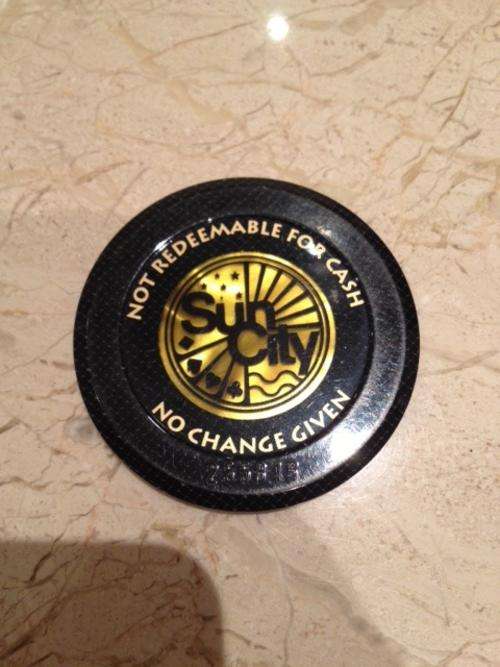 NOT REDEEMABLE FOR CASH
Sun
City
NO CHANGE GIVEN